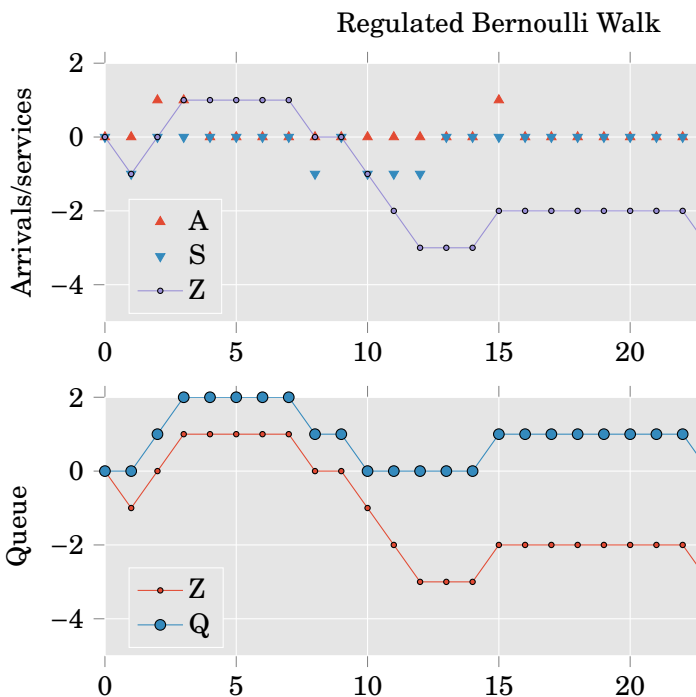 Regulated Bernoulli Walk
2
0
−2
−4
Arrivals/services
A
S
Z
0 5 10 15 20
2
0
−2
−4
Queue
Z
Q
0 5 10 15 20